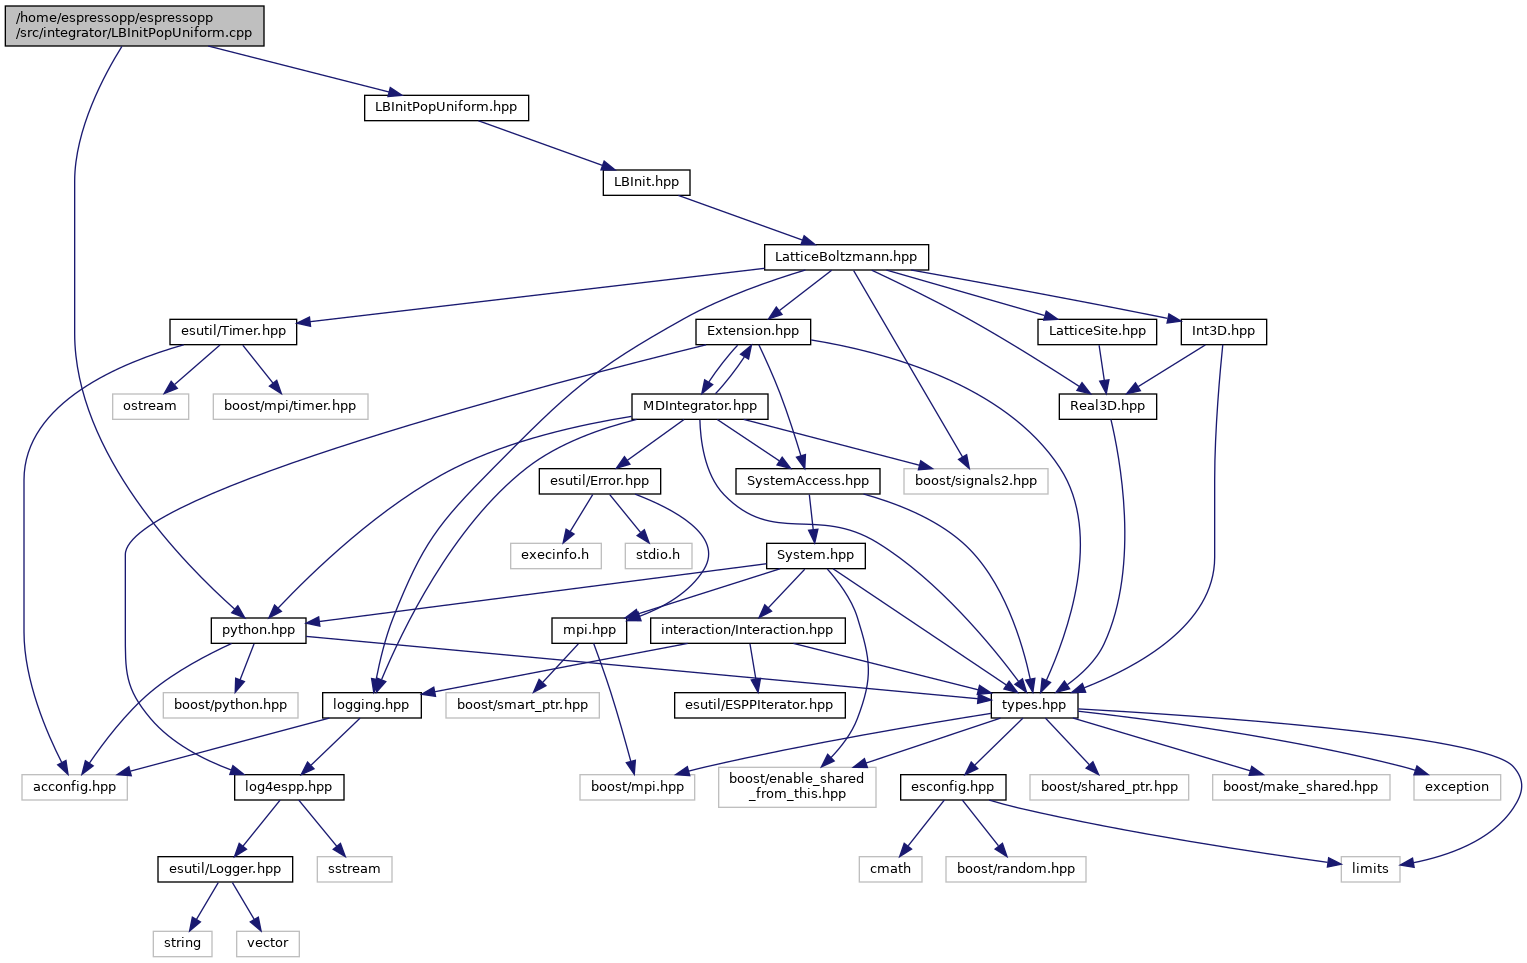 /home/espressopp/espressopp
/src/integrator/LBInitPopUniform.cpp
LBInitPopUniform.hpp
LBInit.hpp
LatticeBoltzmann.hpp
esutil/Timer.hpp
Extension.hpp
LatticeSite.hpp
Int3D.hpp
ostream
boost/mpi/timer.hpp
MDIntegrator.hpp
Real3D.hpp
esutil/Error.hpp
SystemAccess.hpp
boost/signals2.hpp
execinfo.h
stdio.h
System.hpp
python.hpp
mpi.hpp
interaction/Interaction.hpp
boost/python.hpp
logging.hpp
boost/smart_ptr.hpp
esutil/ESPPIterator.hpp
types.hpp
acconfig.hpp
log4espp.hpp
boost/mpi.hpp
boost/enable_shared
_from_this.hpp
esconfig.hpp
boost/shared_ptr.hpp
boost/make_shared.hpp
exception
esutil/Logger.hpp
sstream
cmath
boost/random.hpp
limits
string
vector